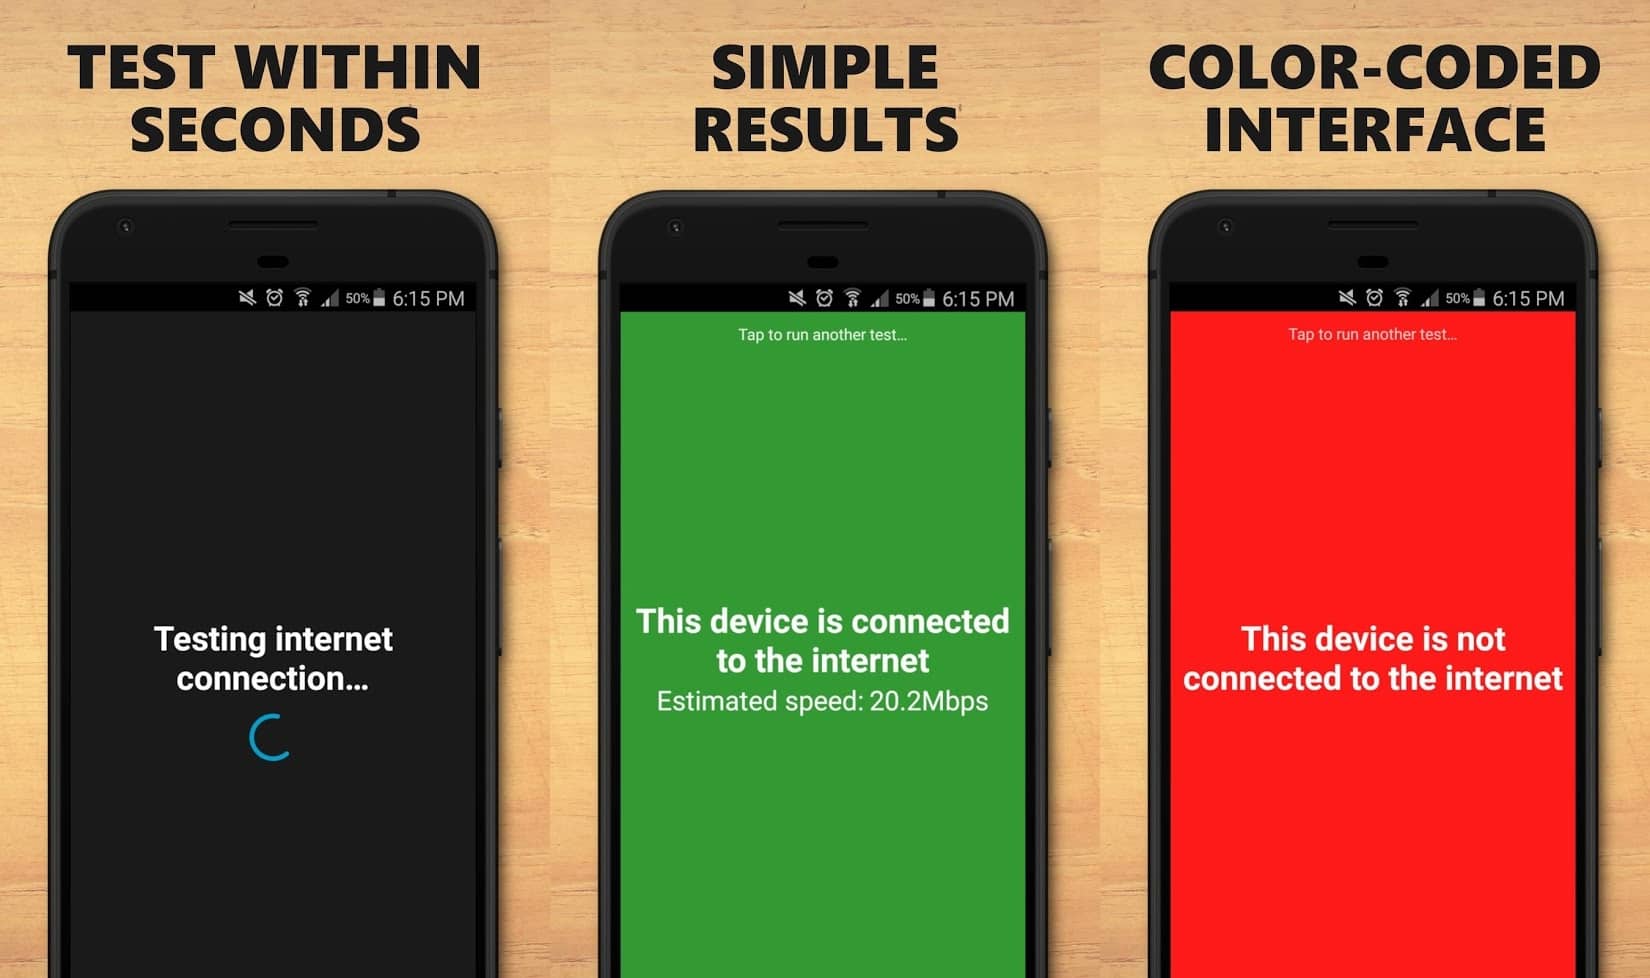 TEST WITHIN
SECONDS
50% 6:15 PM
Testing internet
connection...
SIMPLE
RESULTS
50% 6:15 PM
Tap to run another test...
This device is connected
to the internet
Estimated speed: 20.2Mbps
COLOR-CODED
INTERFACE
50% 6:15 PM
Tap to run another test...
This device is not
connected to the internet